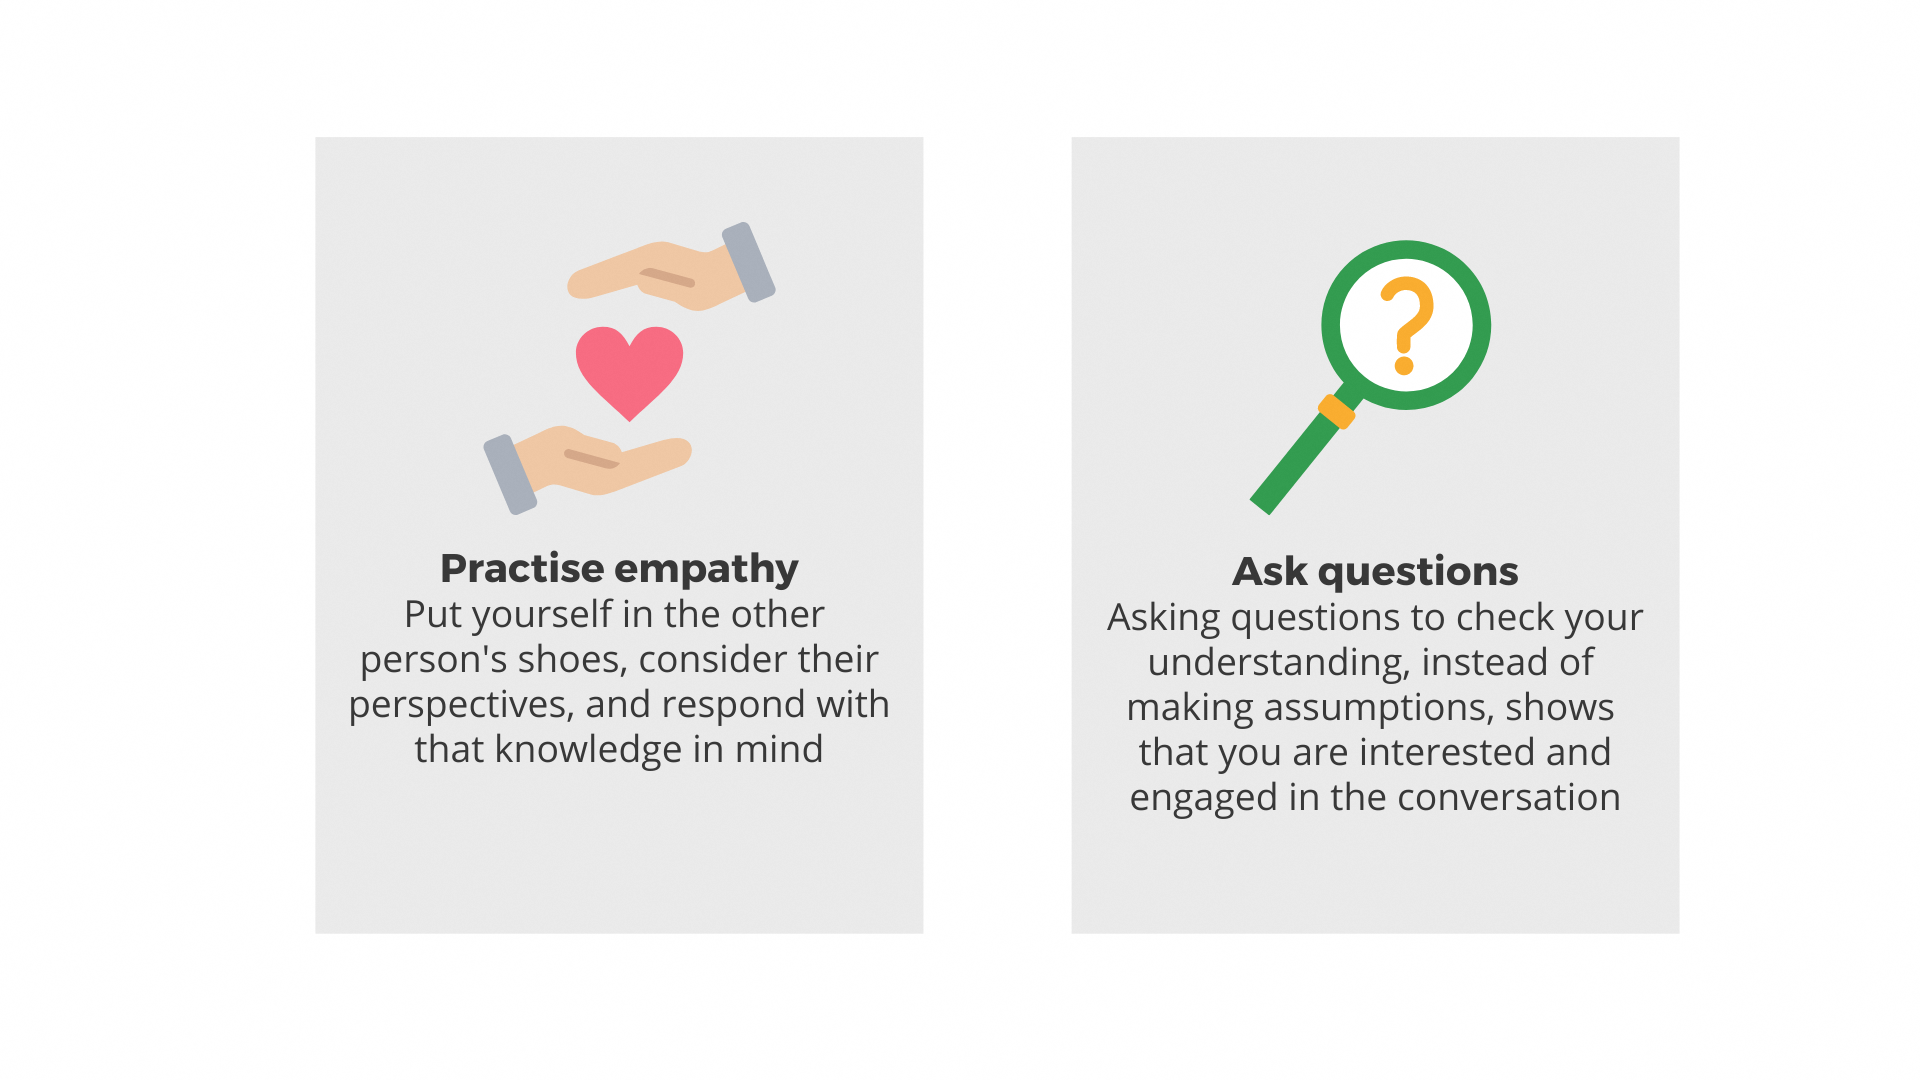 Practise empathy
Put yourself in the other
person's shoes, consider their
perspectives, and respond with
that knowledge in mind
?
Ask questions
Asking questions to check your
understanding, instead of
making assumptions, shows
that you are interested and
engaged in the conversation